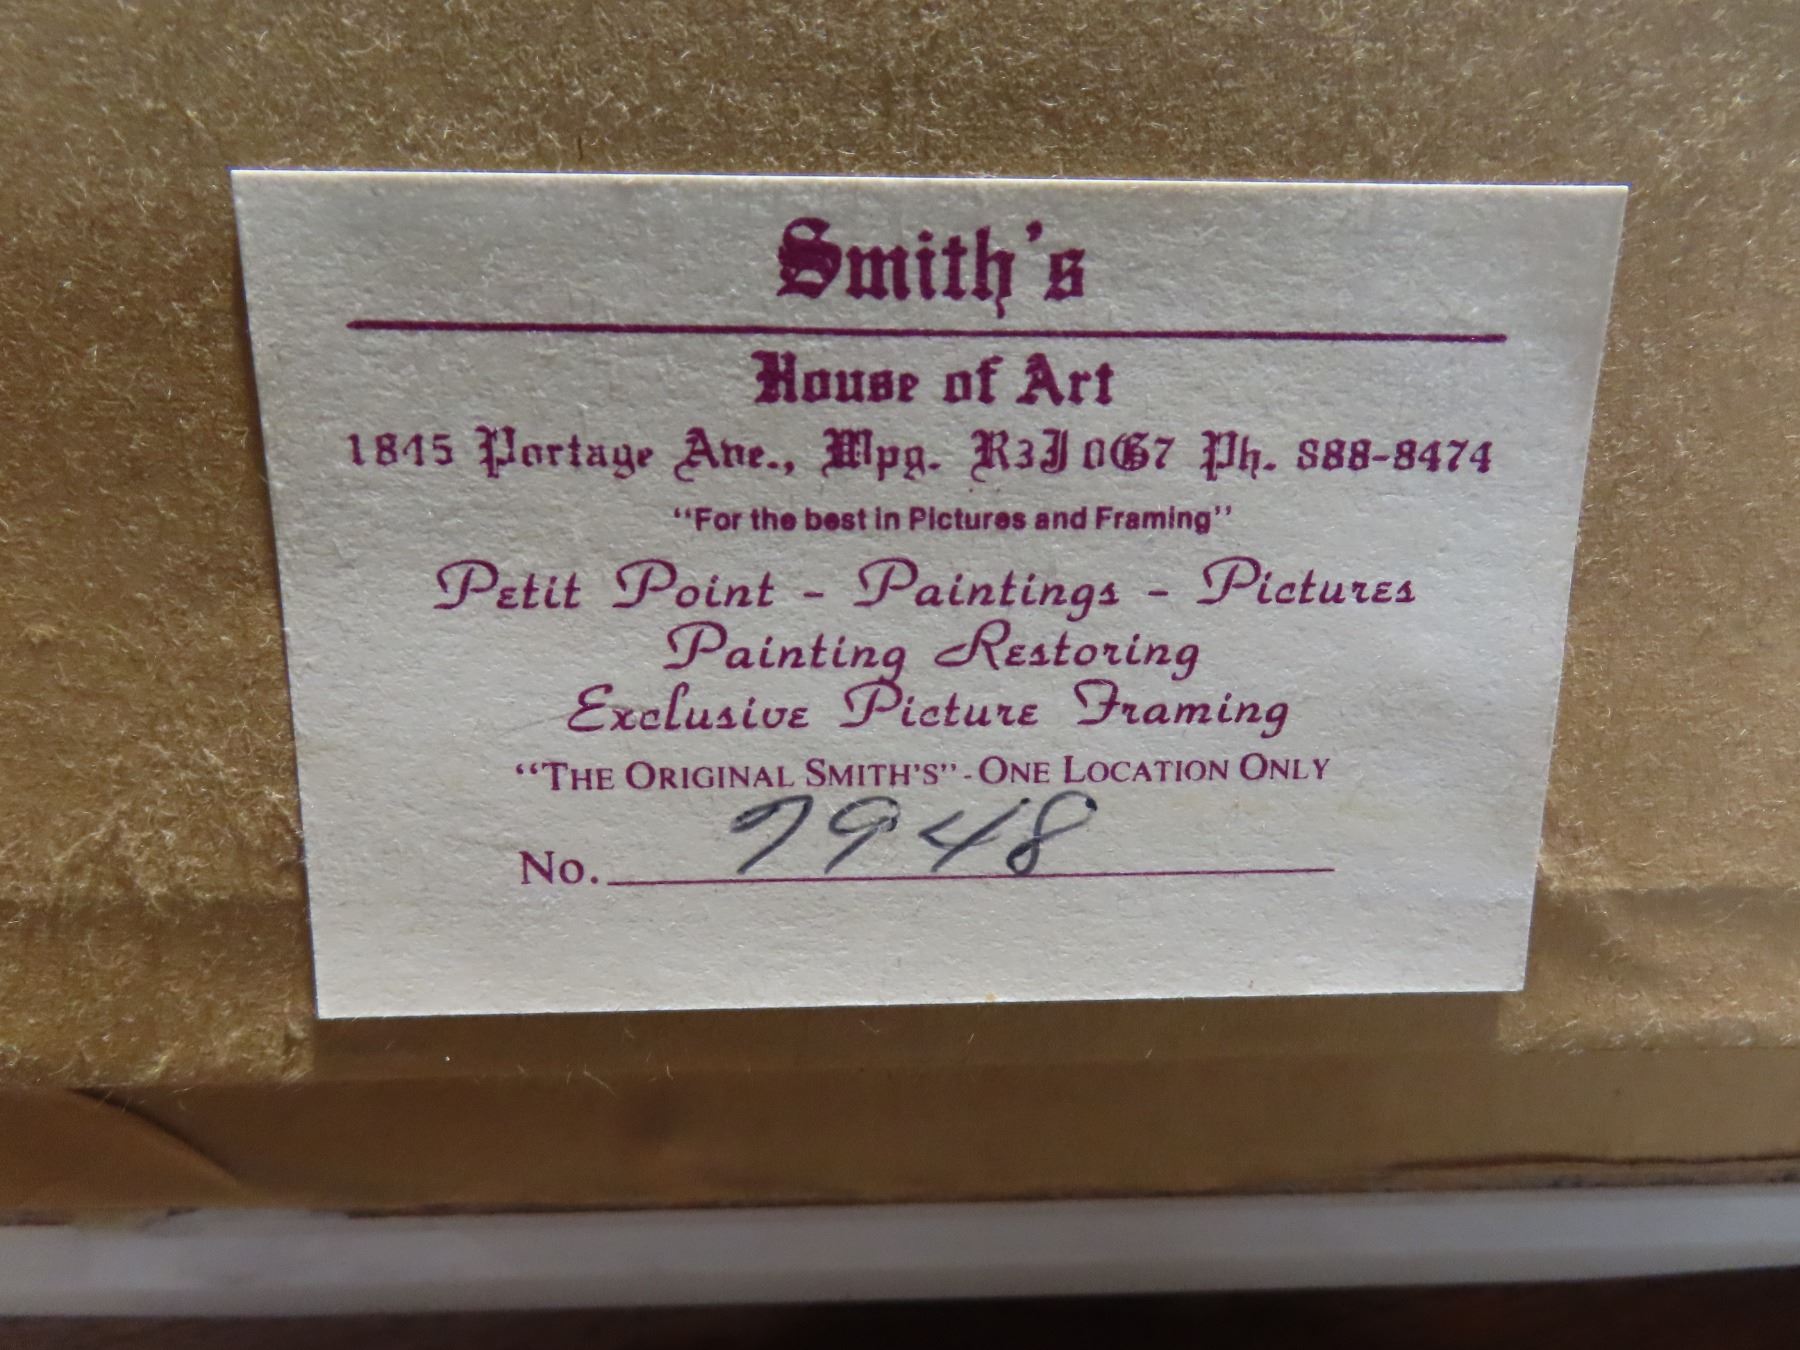 Smith's
House of Art
1845 Portage Ave., Wpg. R3J 0G7 Ph. 888-8474
"For the best in Pictures and Framing"
Petit Point - Paintings - Pictures
Painting Restoring
Exclusive Picture Framing
"THE ORIGINAL SMITH'S" - ONE LOCATION ONLY
No. 7948